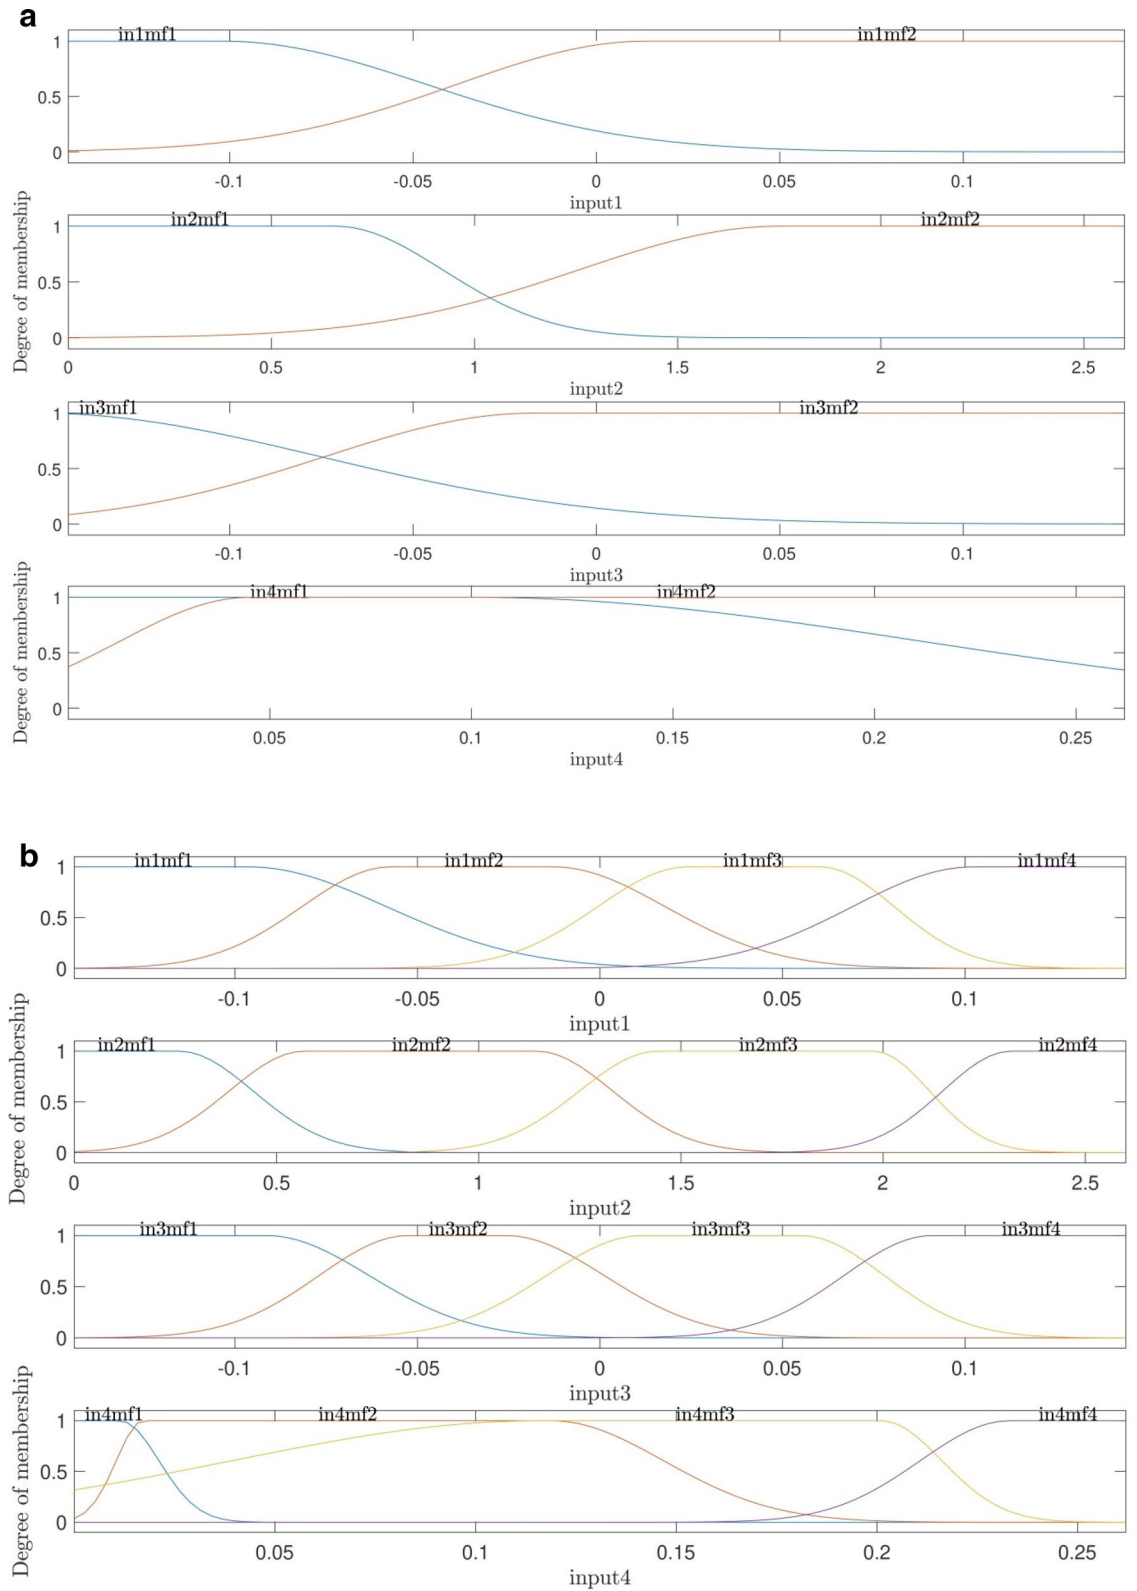 a
in1mf1 in1mf2
1
0.5
0
-0.1 -0.05 0 0.05 0.1
input1
Degree of membership
in2mf1 in2mf2
1
0.5
0
0 0.5 1 1.5 2 2.5
input2
in3mf1 in3mf2
1
0.5
0
-0.1 -0.05 0 0.05 0.1
input3
Degree of membership
in4mf1 in4mf2
1
0.5
0
0.05 0.1 0.15 0.2 0.25
input4
b
in1mf1 in1mf2 in1mf3 in1mf4
1
0.5
0
-0.1 -0.05 0 0.05 0.1
input1
Degree of membership
in2mf1 in2mf2 in2mf3 in2mf4
1
0.5
0
0 0.5 1 1.5 2 2.5
input2
in3mf1 in3mf2 in3mf3 in3mf4
1
0.5
0
-0.1 -0.05 0 0.05 0.1
input3
Degree of membership
in4mf1 in4mf2 in4mf3 in4mf4
1
0.5
0
0.05 0.1 0.15 0.2 0.25
input4